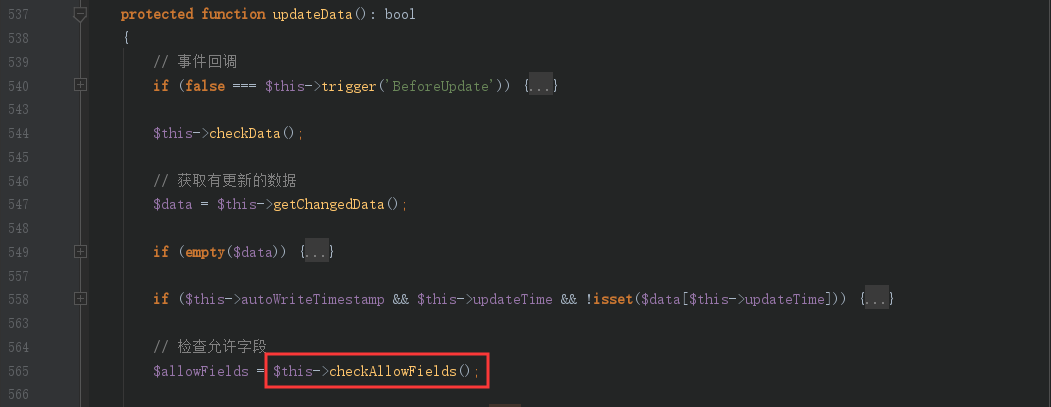 537 protected function updateData(): bool
538 {
539 // 事件回调
540 if (false === $this->trigger('BeforeUpdate')) {...}
543
544 $this->checkData();
545
546 // 获取有更新的数据
547 $data = $this->getChangedData();
548
549 if (empty($data)) {...}
557
558 if ($this->autoWriteTimestamp && $this->updateTime && !isset($data[$this->updateTime])) {...}
563
564 // 检查允许字段
565 $allowFields = $this->checkAllowFields();
566